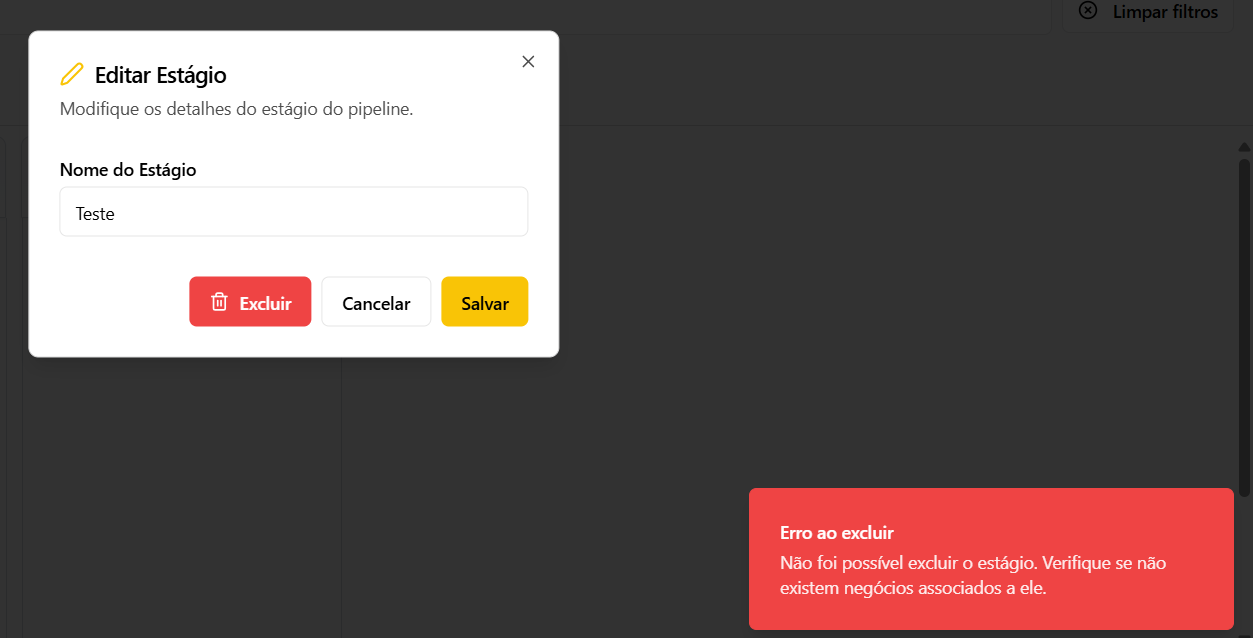 Limpar filtros
Editar Estágio
Modifique os detalhes do estágio do pipeline.
Nome do Estágio
Teste
Excluir
Cancelar
Salvar
Erro ao excluir
Não foi possível excluir o estágio. Verifique se não
existem negócios associados a ele.